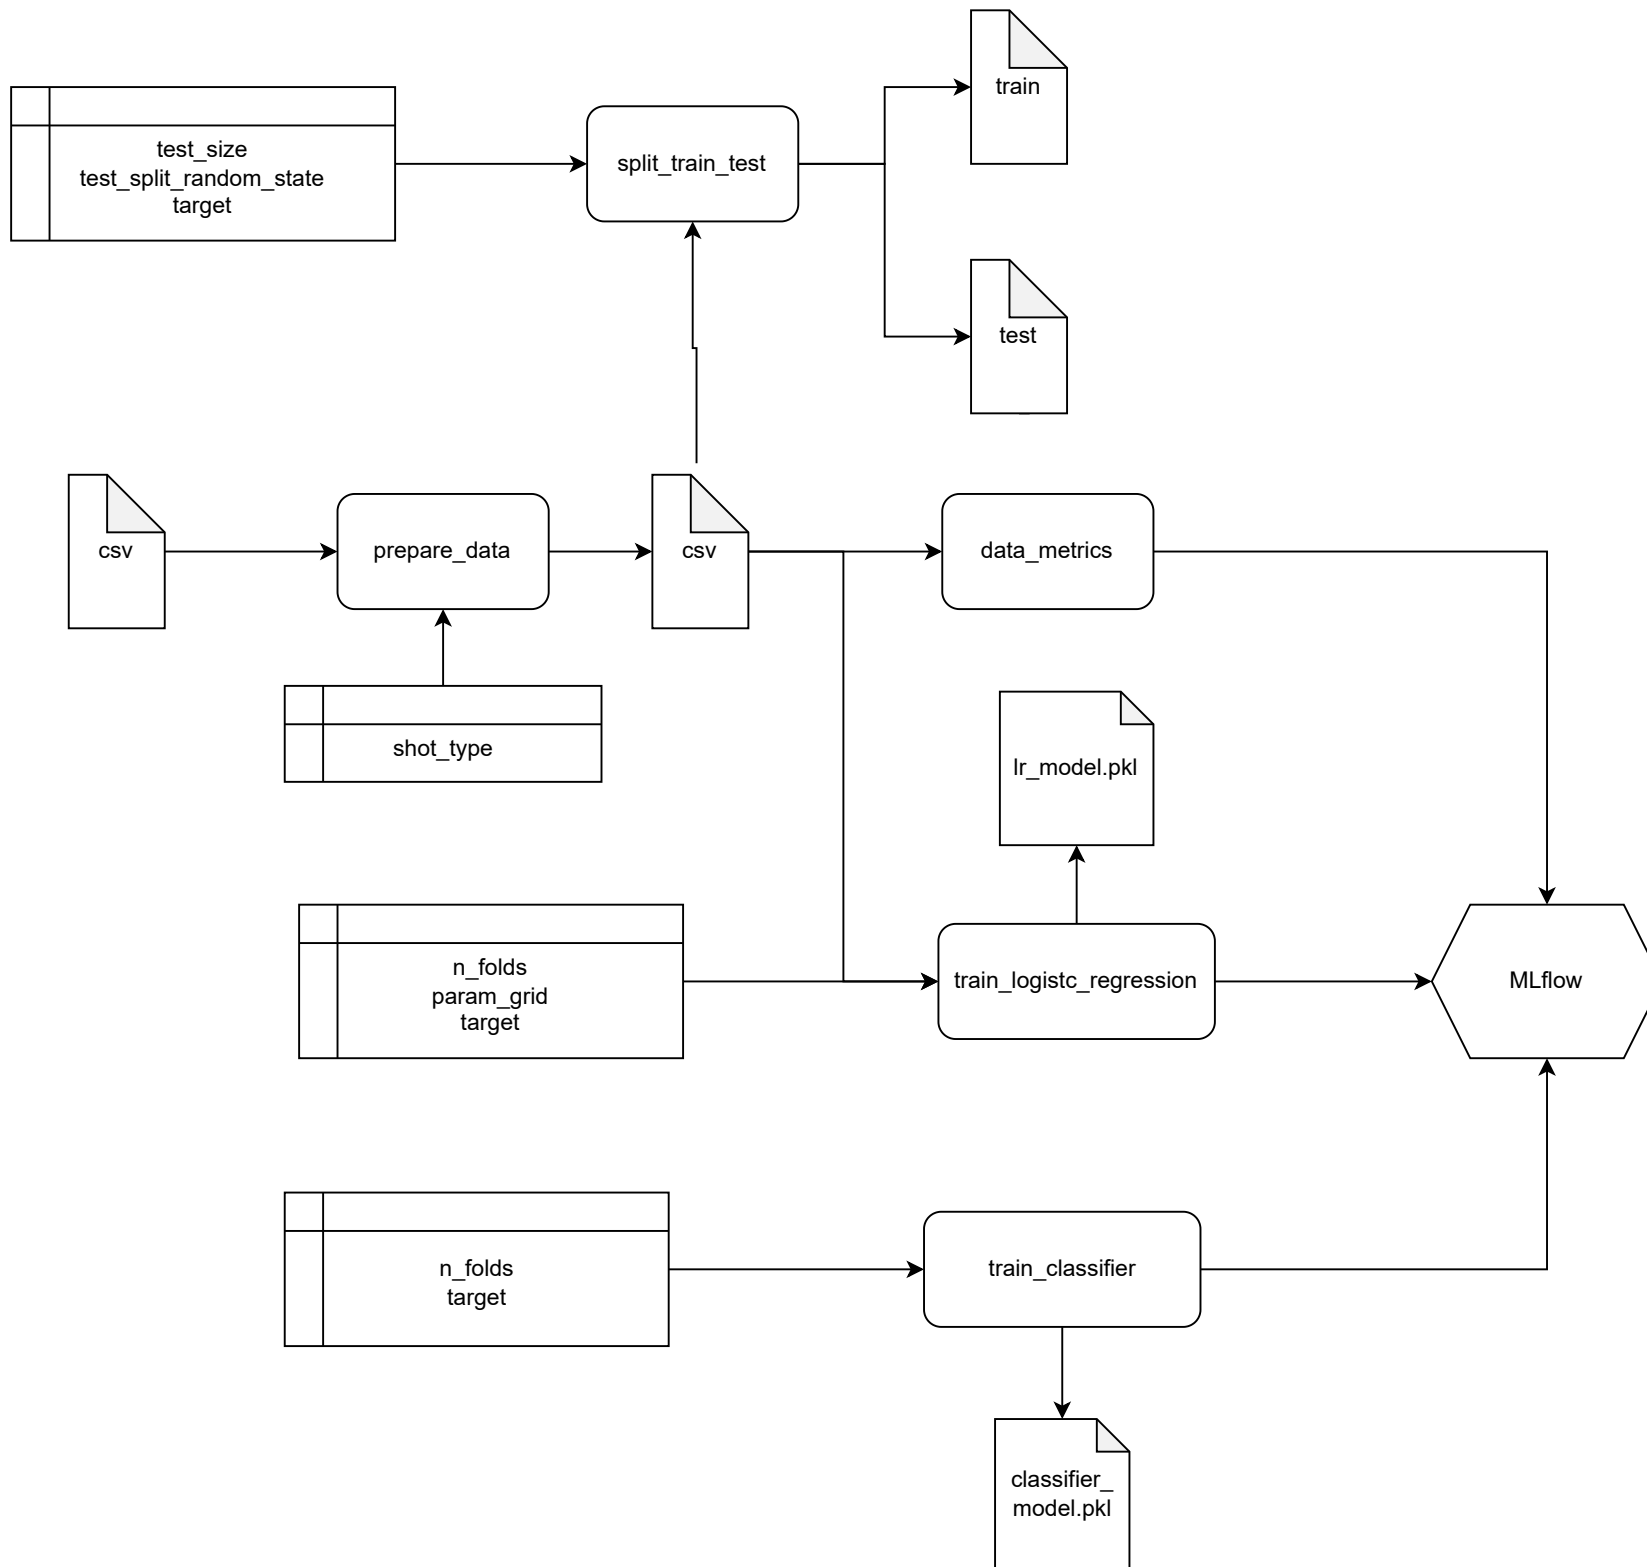 train
test_size
test_split_random_state
target
split_train_test
test
csv
prepare_data
csv
data_metrics
shot_type
lr_model.pkl
n_folds
param_grid
target
train_logistc_regression
MLflow
n_folds
target
train_classifier
classifier_
model.pkl